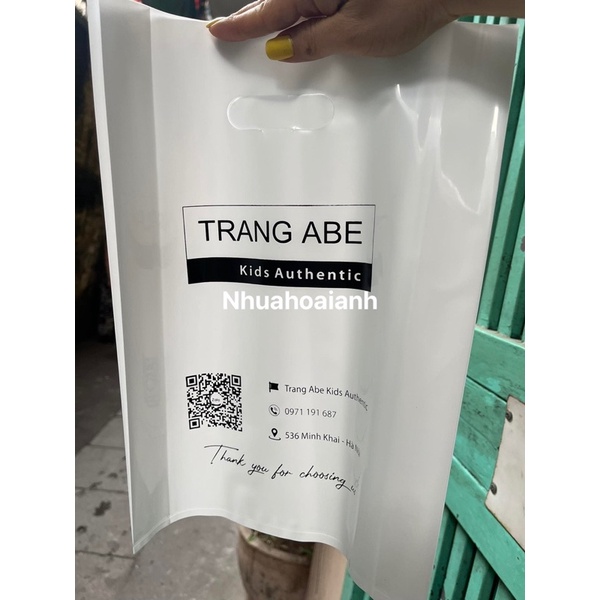 TRANG ABE
Kids Authentic
Nhuahoaianh
Trang Abe Kids Authentic
0971 191 687
536 Minh Khai - Hà Nội
Thank you for choosing